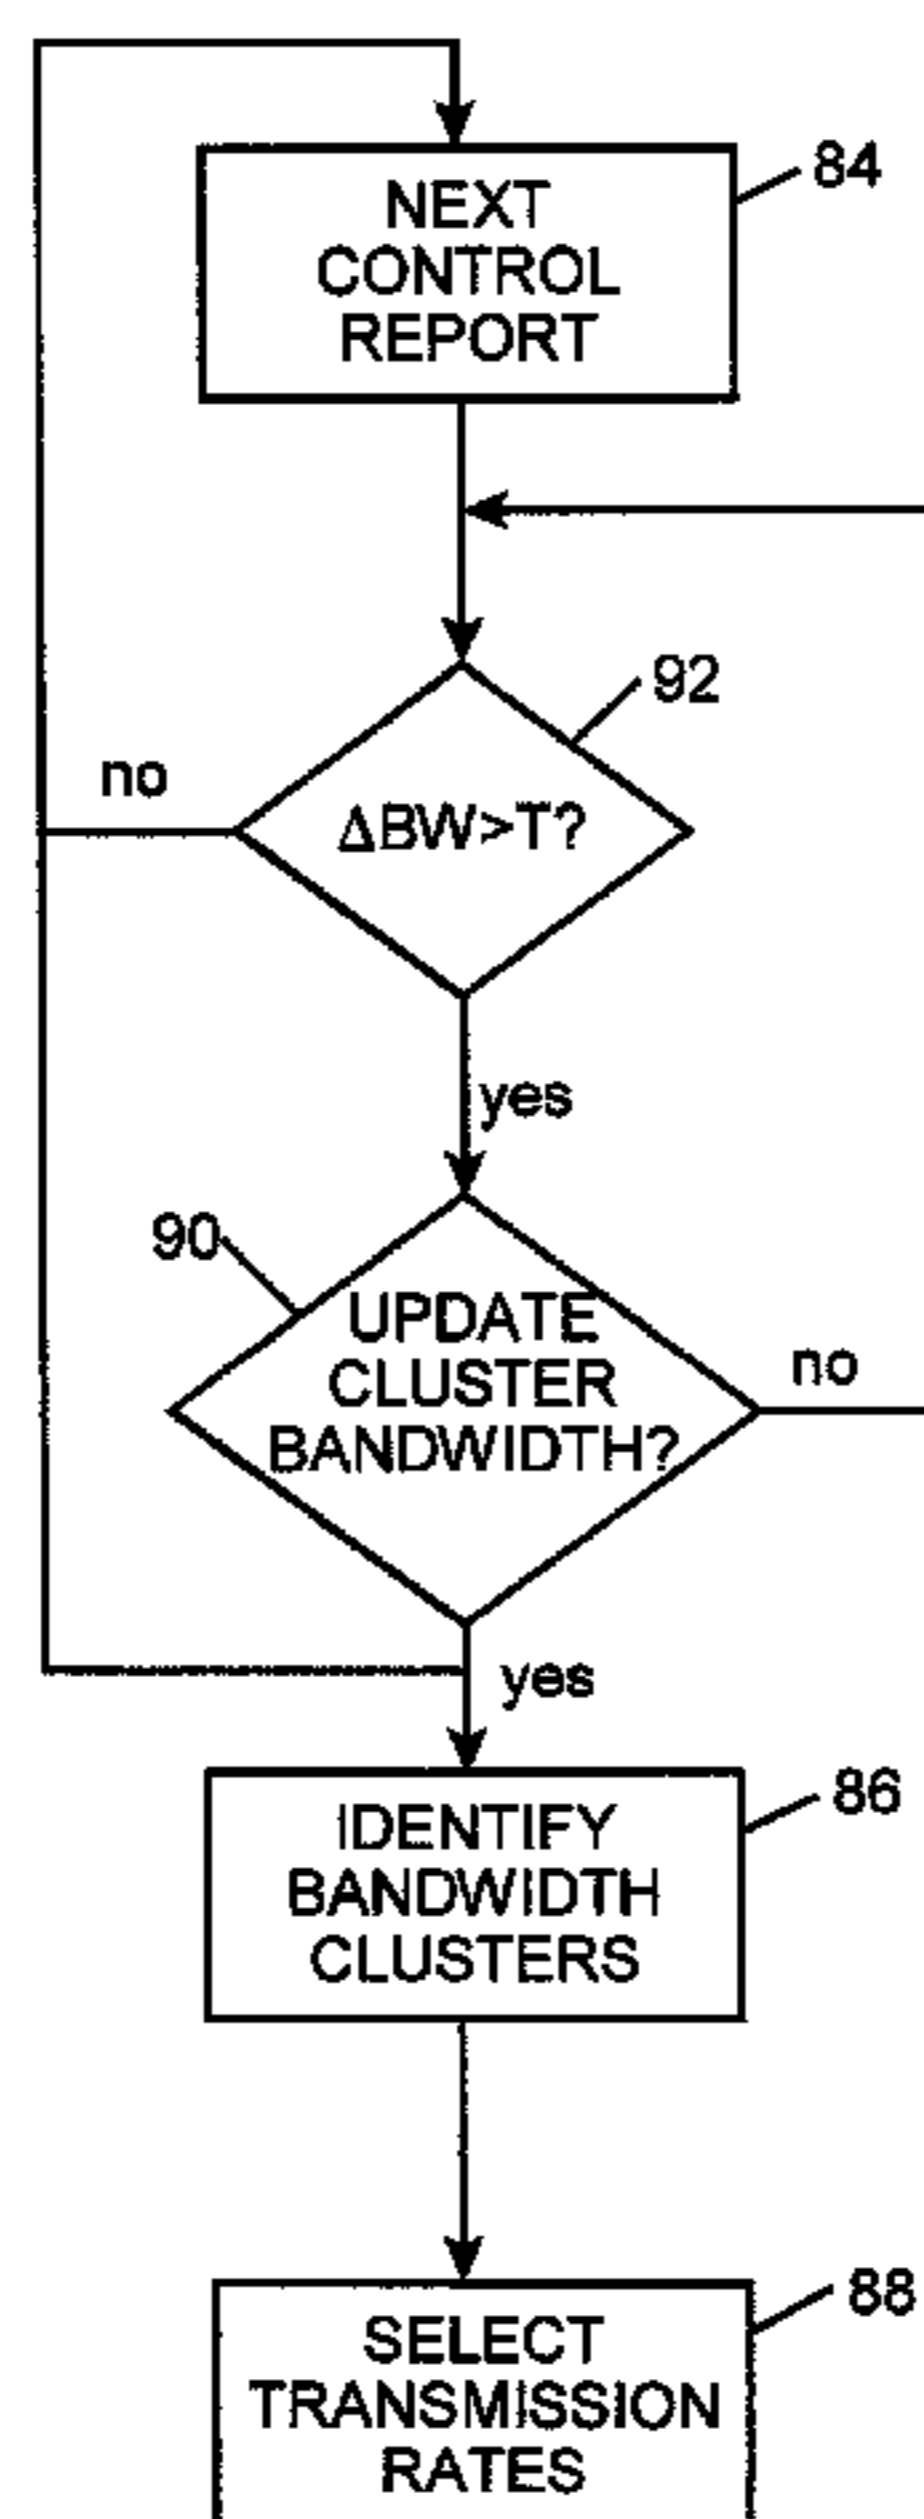 84
NEXT
CONTROL
REPORT
92
no
ΔBW>T?
yes
90
UPDATE
CLUSTER
BANDWIDTH?
no
yes
86
IDENTIFY
BANDWIDTH
CLUSTERS
88
SELECT
TRANSMISSION
RATES